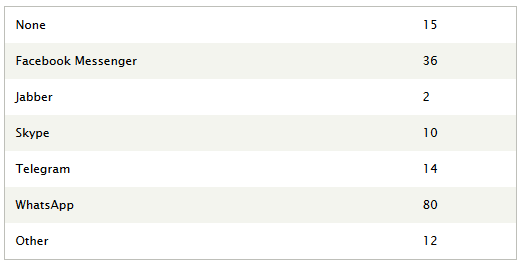 None 15
Facebook Messenger 36
Jabber 2
Skype 10
Telegram 14
WhatsApp 80
Other 12